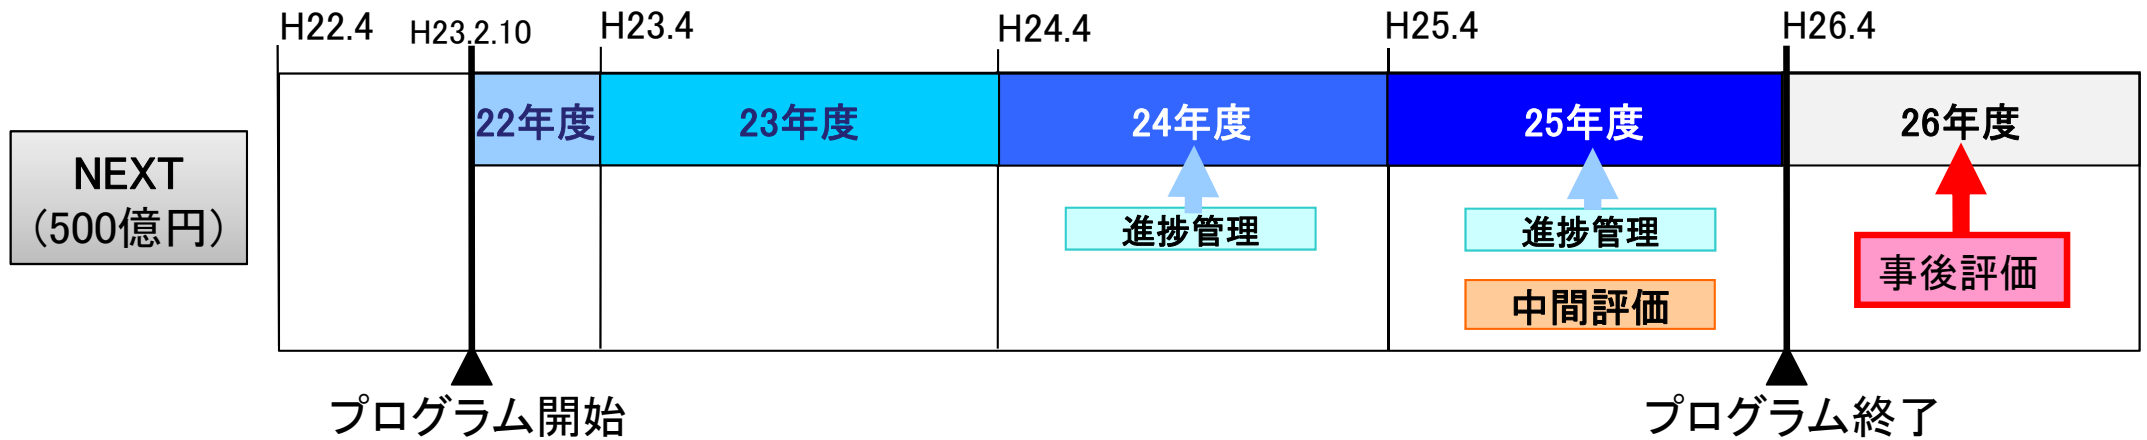 H22.4
H23.2.10
H23.4
H24.4
H25.4
H26.4
22年度
23年度
24年度
25年度
26年度
NEXT
(500億円)
進捗管理
進捗管理
中間評価
事後評価
プログラム開始
プログラム終了